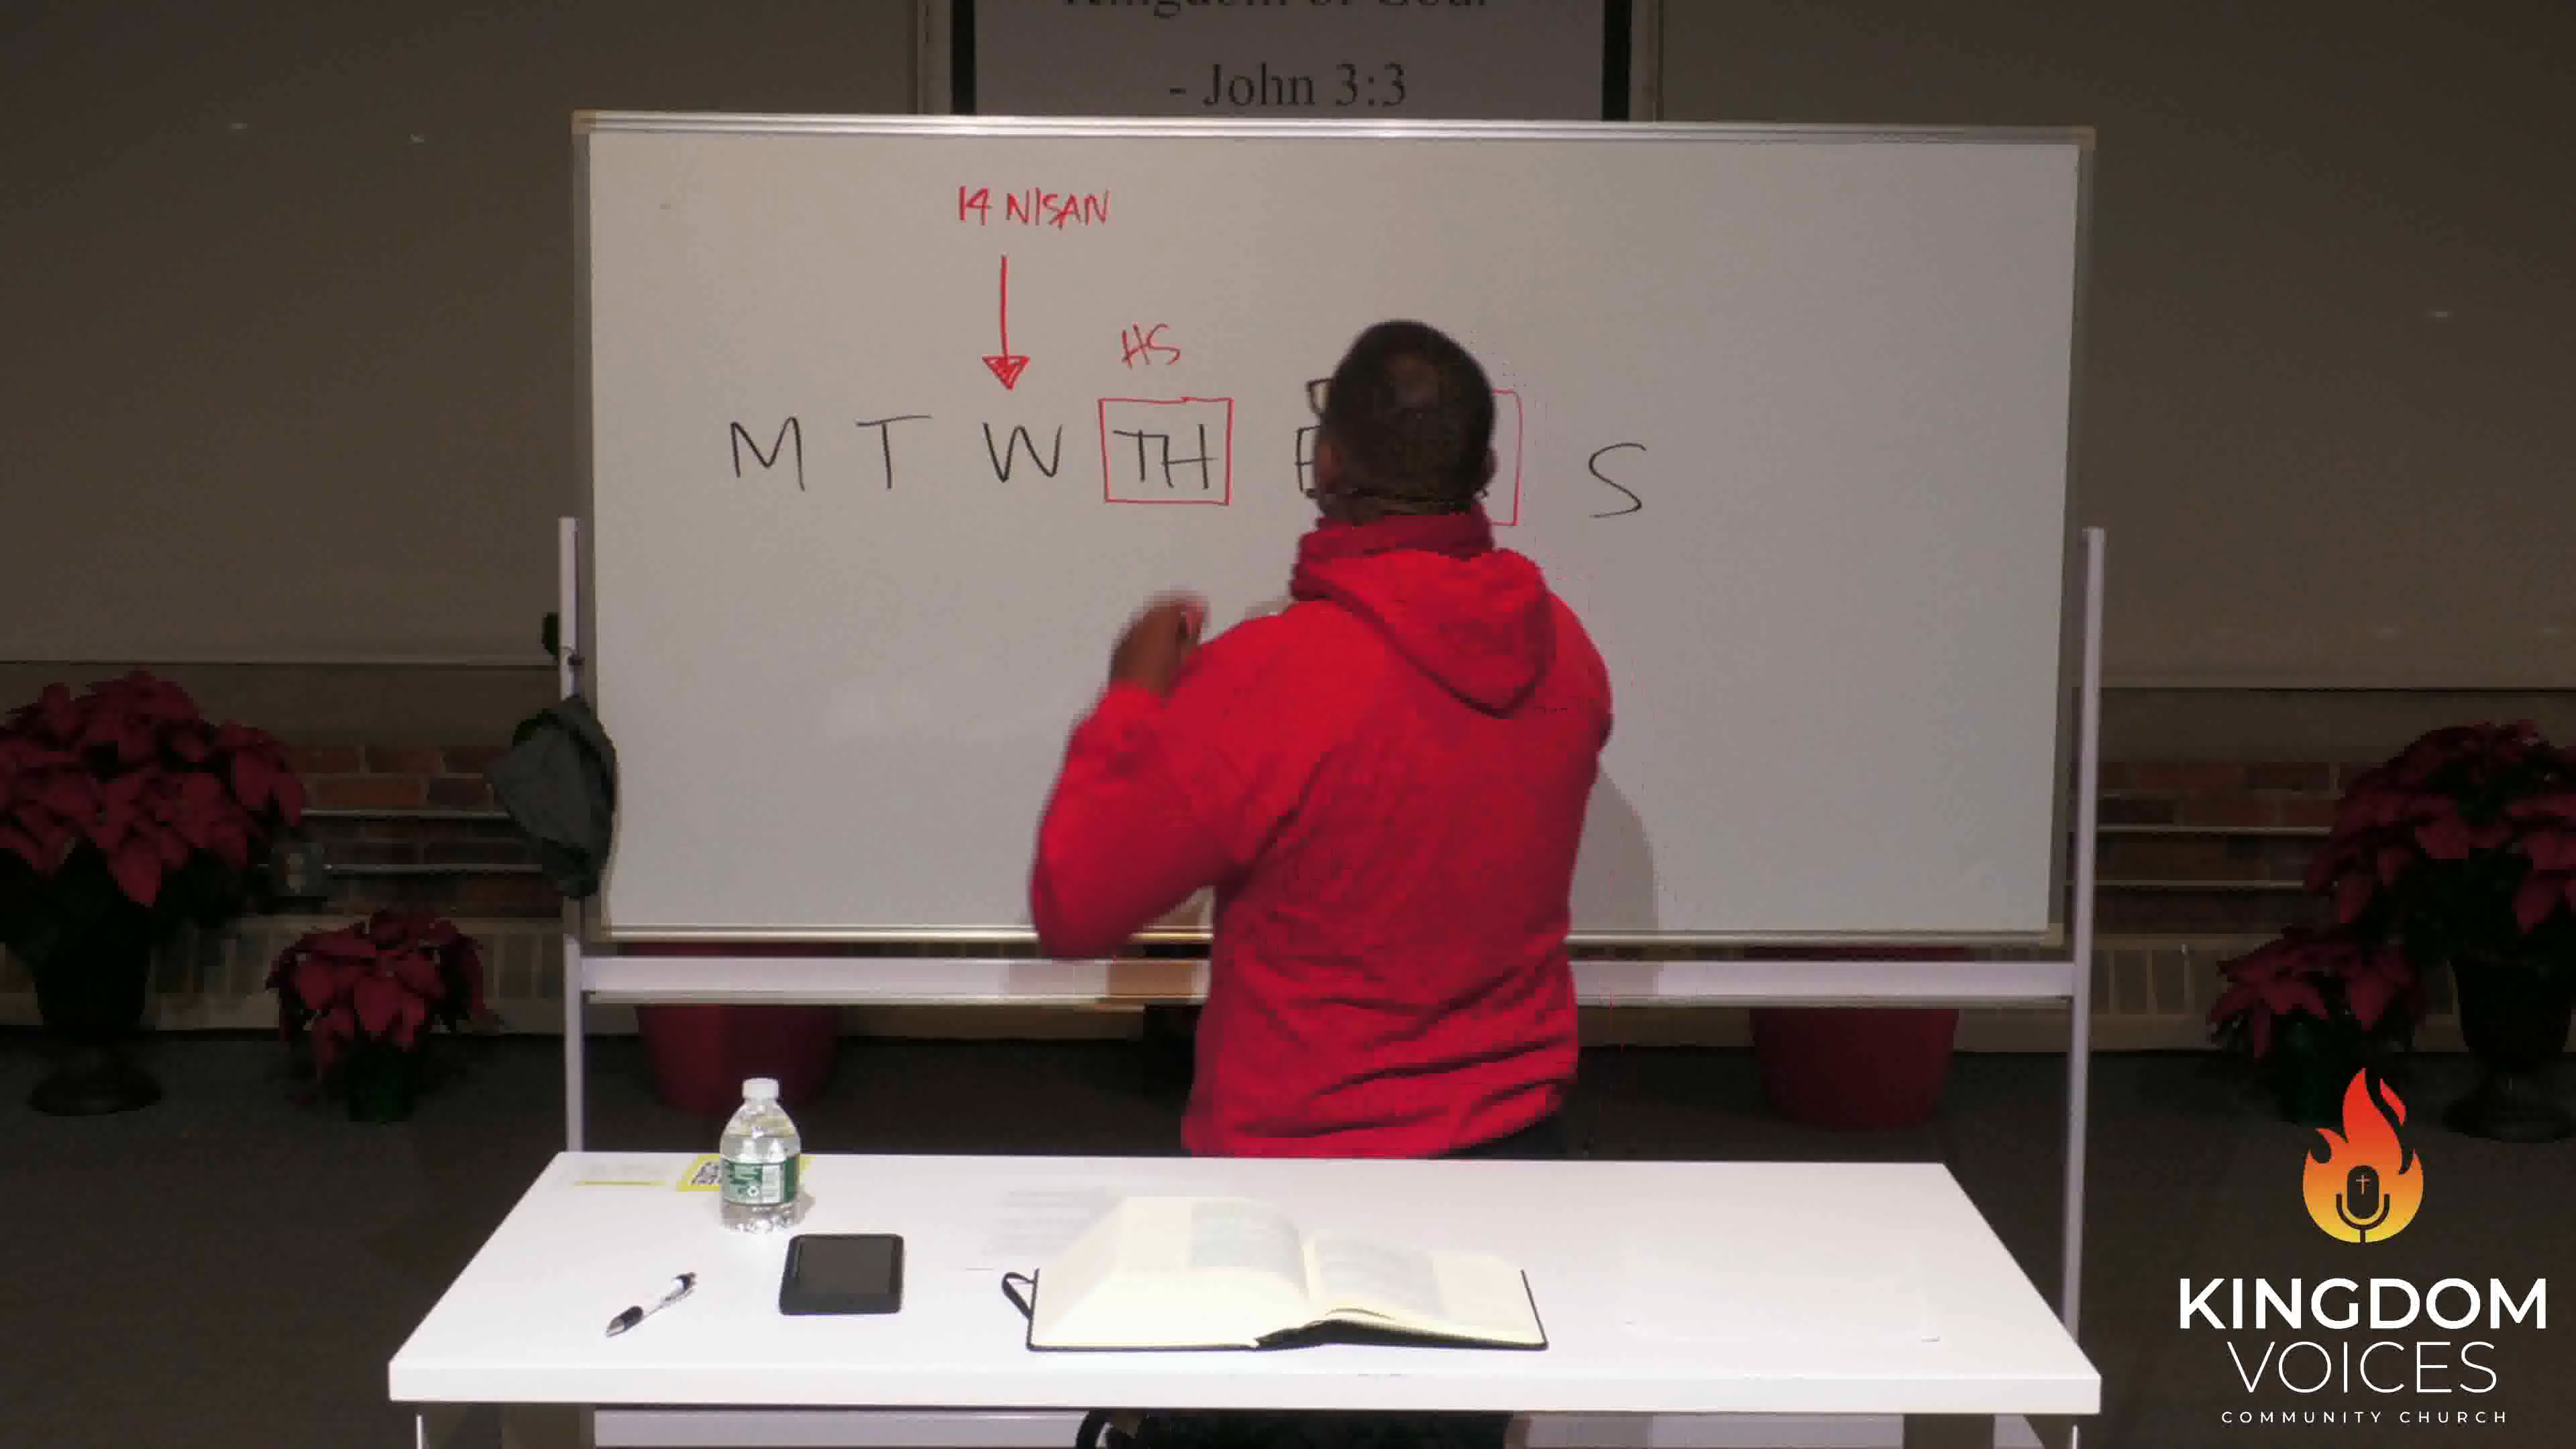 - John 3:3
14 NISAN
HS
M T W TH S
KINGDOM
VOICES
COMMUNITY CHURCH